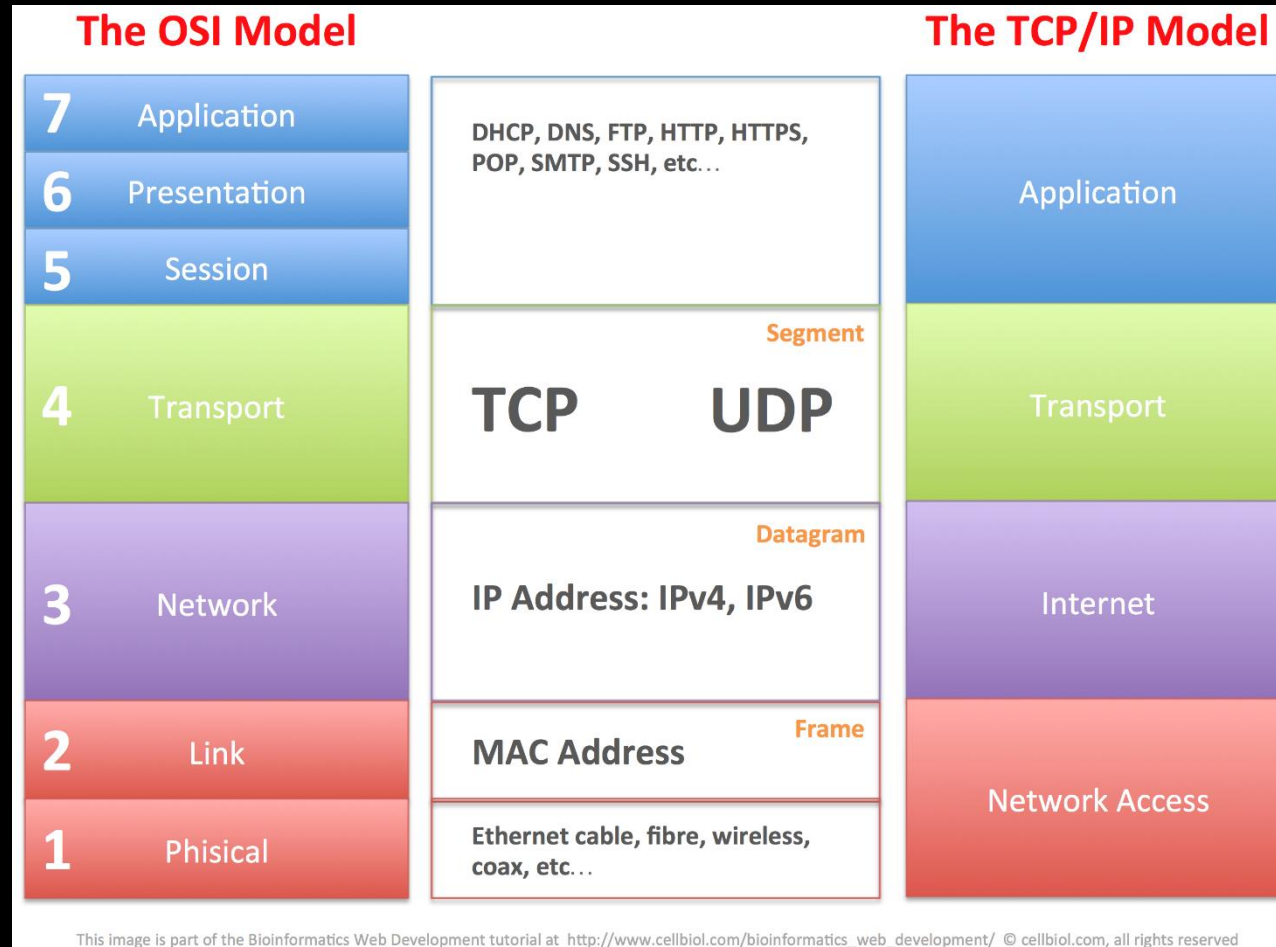 The OSI Model
The TCP/IP Model
7 Application
6 Presentation
5 Session
4 Transport
3 Network
2 Link
1 Phisical
DHCP, DNS, FTP, HTTP, HTTPS,
POP, SMTP, SSH, etc...
Segment
TCP UDP
Datagram
IP Address: IPv4, IPv6
Frame
MAC Address
Ethernet cable, fibre, wireless,
coax, etc...
Application
Transport
Internet
Network Access
This image is part of the Bioinformatics Web Development tutorial at http://www.cellbiol.com/bioinformatics_web_development/ © cellbiol.com, all rights reserved